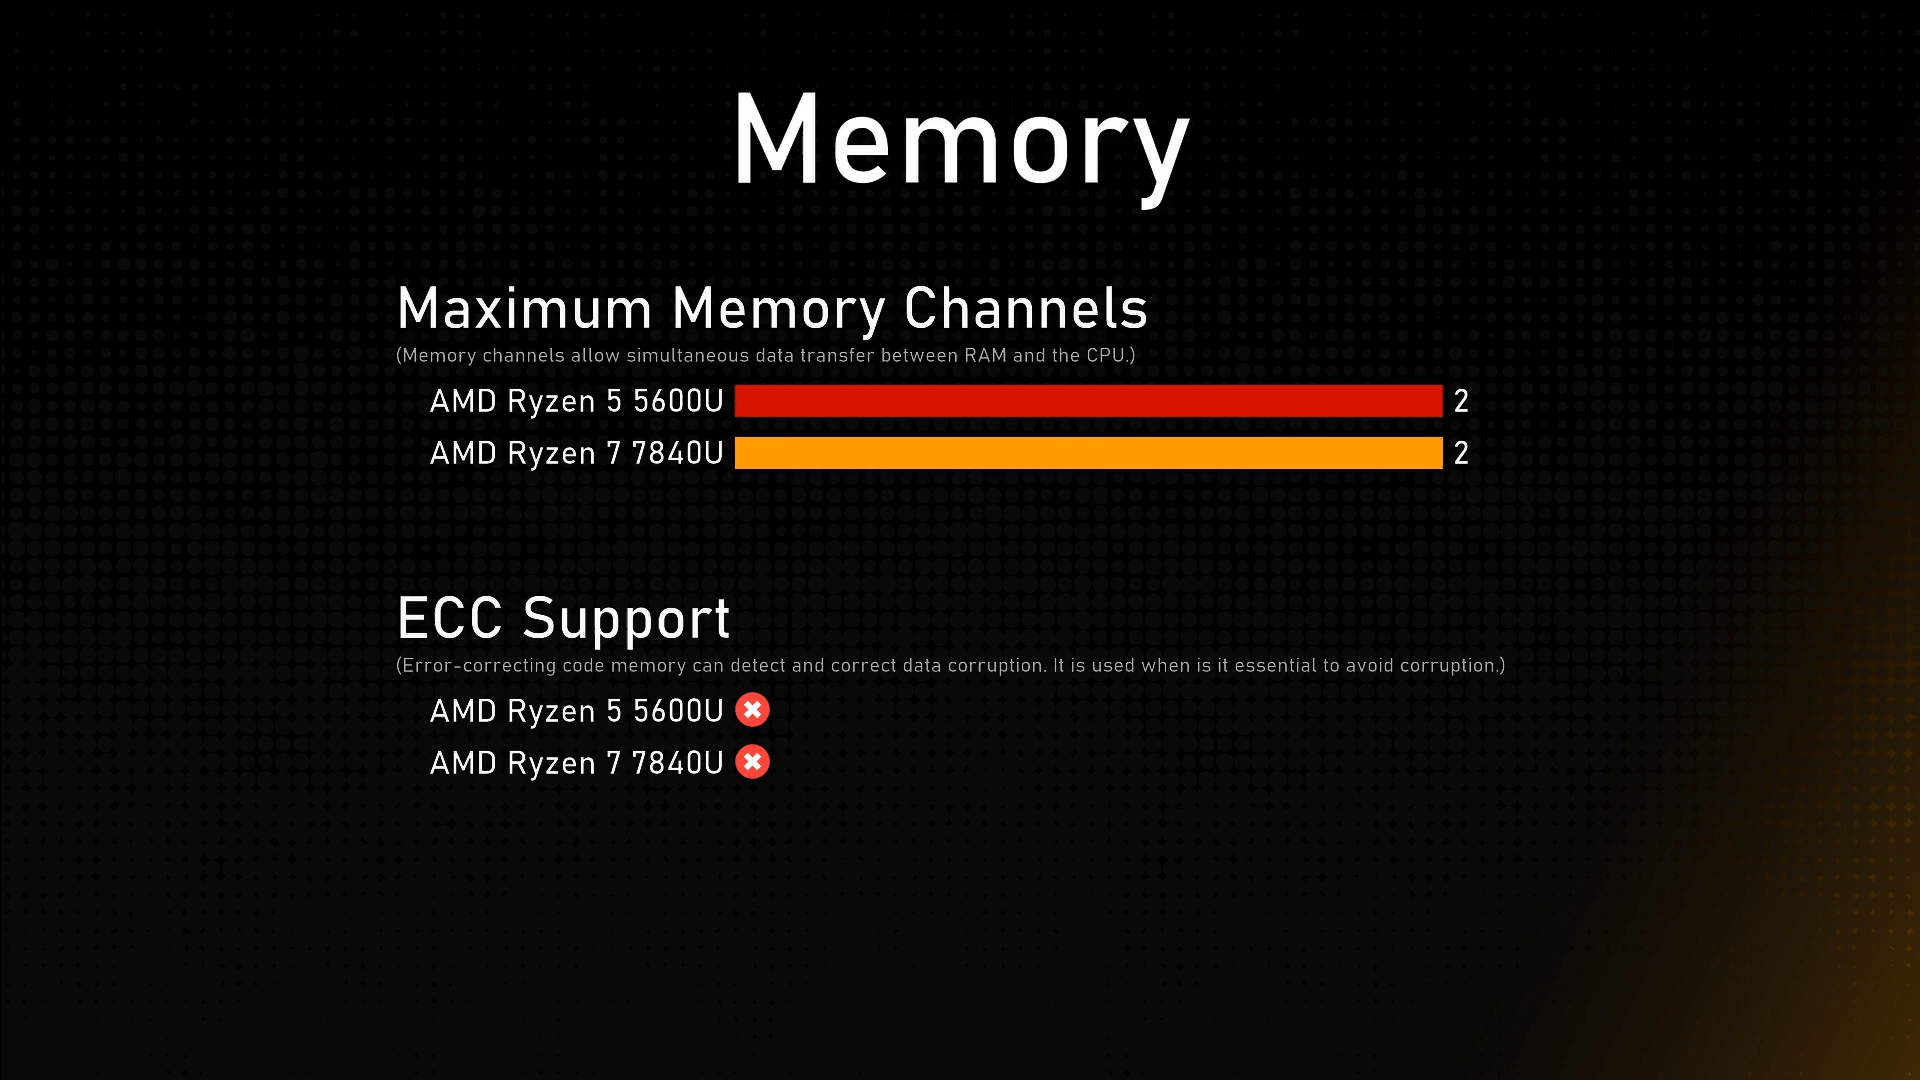 Memory
Maximum Memory Channels
(Memory channels allow simultaneous data transfer between RAM and the CPU.)
AMD Ryzen 5 5600U 2
AMD Ryzen 7 7840U 2
ECC Support
(Error-correcting code memory can detect and correct data corruption. It is used when is it essential to avoid corruption.)
AMD Ryzen 5 5600U
AMD Ryzen 7 7840U